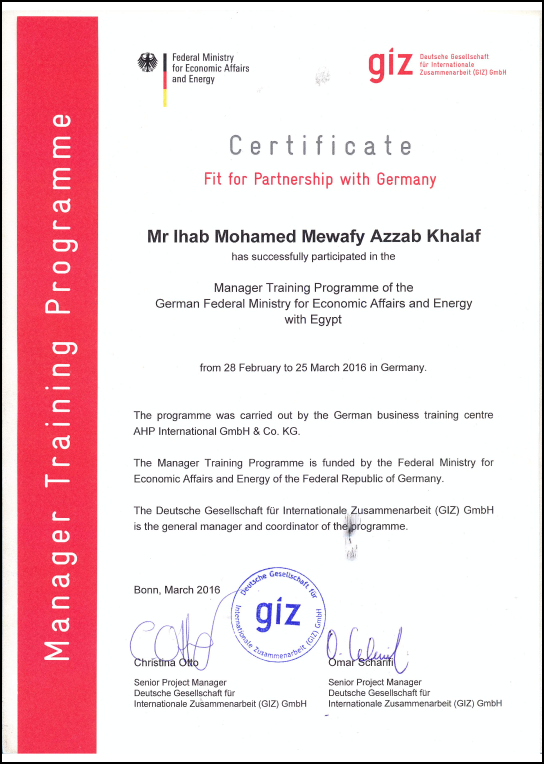 Manager Training Programme
Federal Ministry
for Economic Affairs
and Energy
giz
Deutsche Gesellschaft
für Internationale
Zusammenarbeit (GIZ) GmbH
Certificate
Fit for Partnership with Germany
Mr Ihab Mohamed Mewafy Azzab Khalaf
has successfully participated in the
Manager Training Programme of the
German Federal Ministry for Economic Affairs and Energy
with Egypt
from 28 February to 25 March 2016 in Germany.
The programme was carried out by the German business training centre
AHP International GmbH & Co. KG.
The Manager Training Programme is funded by the Federal Ministry for
Economic Affairs and Energy of the Federal Republic of Germany.
The Deutsche Gesellschaft für Internationale Zusammenarbeit (GIZ) GmbH
is the general manager and coordinator of the programme.
Bonn, March 2016
Deutsche Gesellschaft für
Internationale Zusammenarbeit (GIZ) GmbH
giz
Christina Otto
Senior Project Manager
Deutsche Gesellschaft für
Internationale Zusammenarbeit (GIZ) GmbH
Omar Scharifi
Senior Project Manager
Deutsche Gesellschaft für
Internationale Zusammenarbeit (GIZ) GmbH